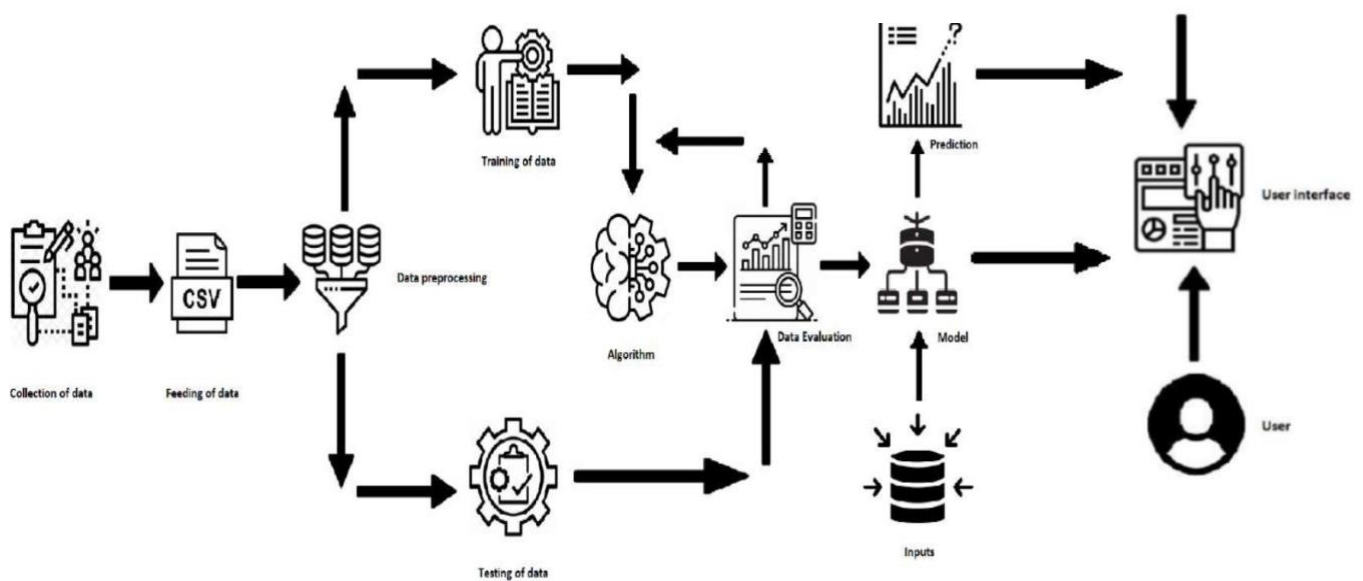 ?
Training of data
Prediction
User interface
CSV
Data preprocessing
Collection of data
Feeding of data
Algorithm
Data Evaluation
Model
User
Inputs
Testing of data